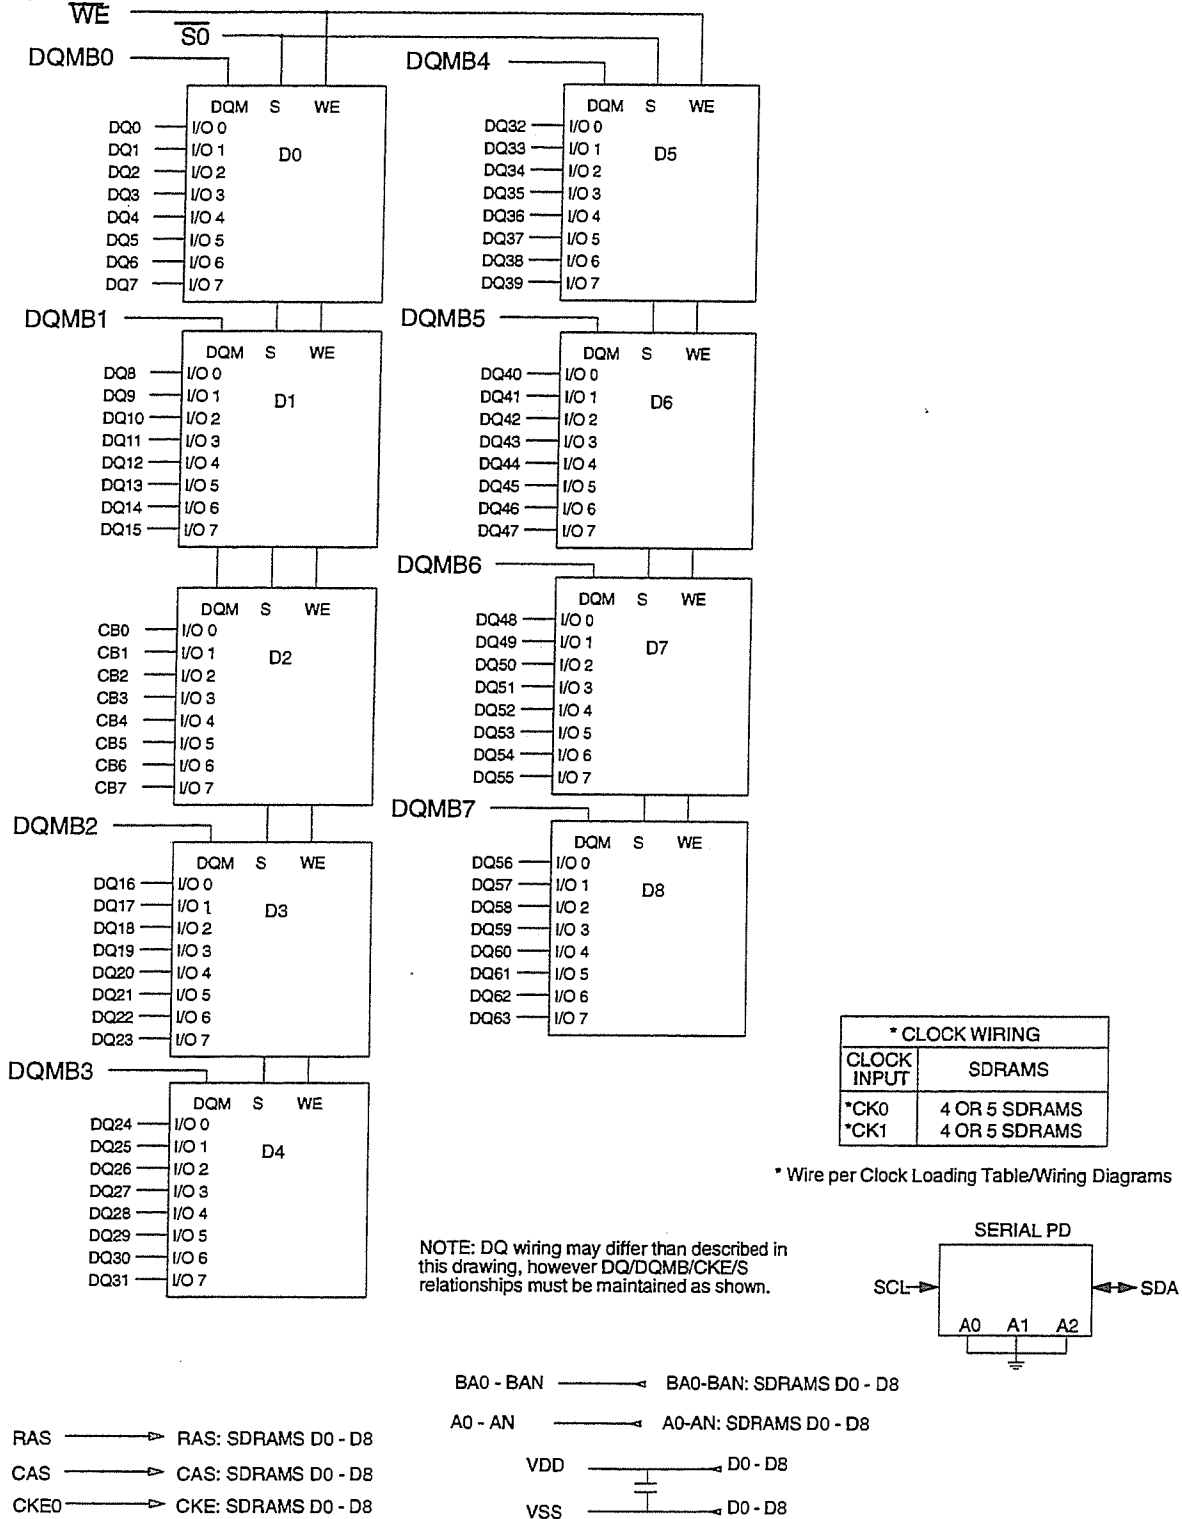 WE
S0
DQMB0
DQM S WE
DQ0 I/O 0
DQ1 I/O 1
DQ2 I/O 2
DQ3 I/O 3
DQ4 I/O 4
DQ5 I/O 5
DQ6 I/O 6
DQ7 I/O 7
D0
DQMB1
DQM S WE
DQ8 I/O 0
DQ9 I/O 1
DQ10 I/O 2
DQ11 I/O 3
DQ12 I/O 4
DQ13 I/O 5
DQ14 I/O 6
DQ15 I/O 7
D1
DQM S WE
CB0 I/O 0
CB1 I/O 1
CB2 I/O 2
CB3 I/O 3
CB4 I/O 4
CB5 I/O 5
CB6 I/O 6
CB7 I/O 7
D2
DQMB2
DQM S WE
DQ16 I/O 0
DQ17 I/O 1
DQ18 I/O 2
DQ19 I/O 3
DQ20 I/O 4
DQ21 I/O 5
DQ22 I/O 6
DQ23 I/O 7
D3
DQMB3
DQM S WE
DQ24 I/O 0
DQ25 I/O 1
DQ26 I/O 2
DQ27 I/O 3
DQ28 I/O 4
DQ29 I/O 5
DQ30 I/O 6
DQ31 I/O 7
D4
DQMB4
DQM S WE
DQ32 I/O 0
DQ33 I/O 1
DQ34 I/O 2
DQ35 I/O 3
DQ36 I/O 4
DQ37 I/O 5
DQ38 I/O 6
DQ39 I/O 7
D5
DQMB5
DQM S WE
DQ40 I/O 0
DQ41 I/O 1
DQ42 I/O 2
DQ43 I/O 3
DQ44 I/O 4
DQ45 I/O 5
DQ46 I/O 6
DQ47 I/O 7
D6
DQMB6
DQM S WE
DQ48 I/O 0
DQ49 I/O 1
DQ50 I/O 2
DQ51 I/O 3
DQ52 I/O 4
DQ53 I/O 5
DQ54 I/O 6
DQ55 I/O 7
D7
DQMB7
DQM S WE
DQ56 I/O 0
DQ57 I/O 1
DQ58 I/O 2
DQ59 I/O 3
DQ60 I/O 4
DQ61 I/O 5
DQ62 I/O 6
DQ63 I/O 7
D8
* CLOCK WIRING
CLOCK INPUT SDRAMS
*CK0 4 OR 5 SDRAMS
*CK1 4 OR 5 SDRAMS
* Wire per Clock Loading Table/Wiring Diagrams
NOTE: DQ wiring may differ than described in
this drawing, however DQ/DQMB/CKE/S
relationships must be maintained as shown.
SERIAL PD
SCL SDA
A0 A1 A2
BA0 - BAN BA0-BAN: SDRAMS D0 - D8
A0 - AN A0-AN: SDRAMS D0 - D8
RAS RAS: SDRAMS D0 - D8
CAS CAS: SDRAMS D0 - D8
CKE0 CKE: SDRAMS D0 - D8
VDD D0 - D8
VSS D0 - D8